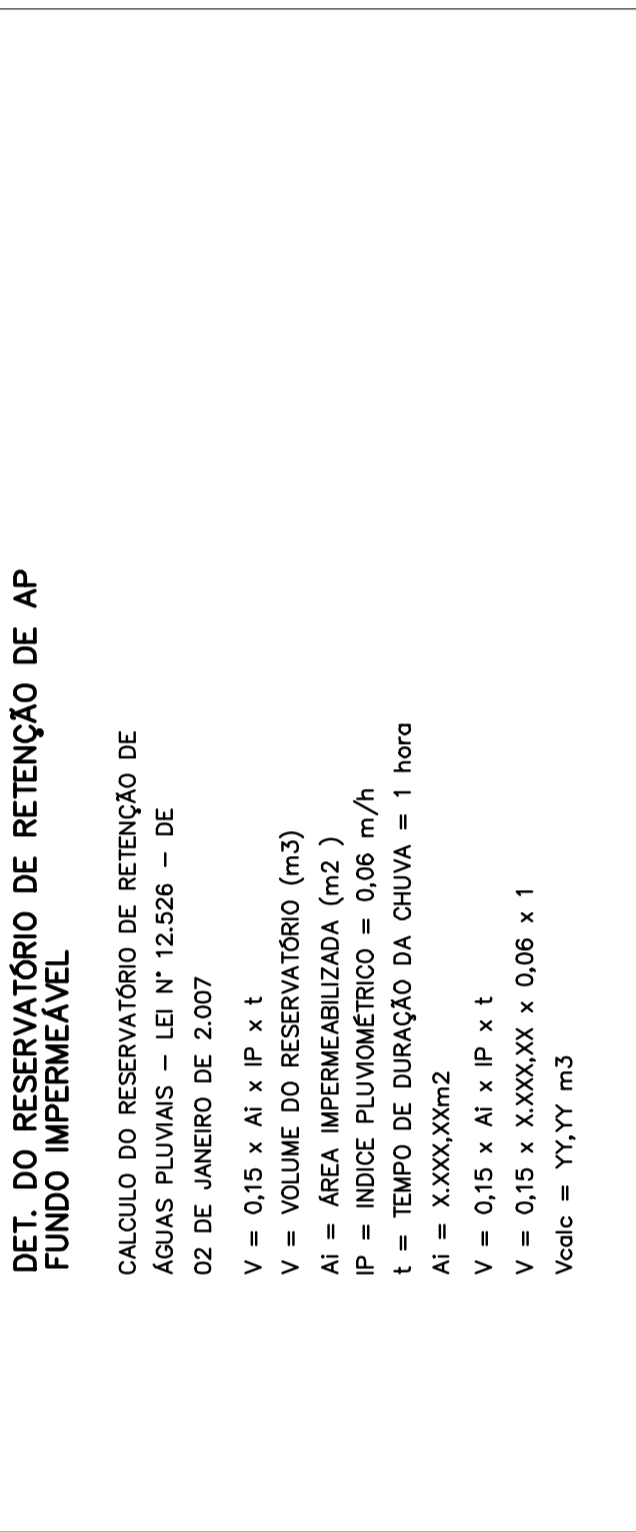 DET. DO RESERVATÓRIO DE RETENÇÃO DE AP
FUNDO IMPERMEÁVEL
CALCULO DO RESERVATÓRIO DE RETENÇÃO DE
ÁGUAS PLUVIAIS – LEI N° 12.526 – DE
02 DE JANEIRO DE 2.007
V = 0,15 x Ai x IP x t
V = VOLUME DO RESERVATÓRIO (m3)
Ai = ÁREA IMPERMEABILIZADA (m2 )
IP = INDICE PLUVIOMÉTRICO = 0,06 m/h
t = TEMPO DE DURAÇÃO DA CHUVA = 1 hora
Ai = X.XXX,XXm2
V = 0,15 x Ai x IP x t
V = 0,15 x X.XXX,XX x 0,06 x 1
Vcalc = YY,YY m3